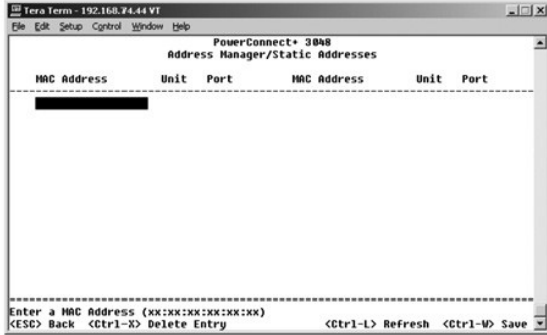 Tera Term - 192.168.74.44 VT
File Edit Setup Control Window Help
PowerConnect+ 3048
Address Manager/Static Addresses
MAC Address Unit Port MAC Address Unit Port
Enter a MAC Address (xx:xx:xx:xx:xx:xx)
<ESC> Back <Ctrl-X> Delete Entry <Ctrl-L> Refresh <Ctrl-W> Save